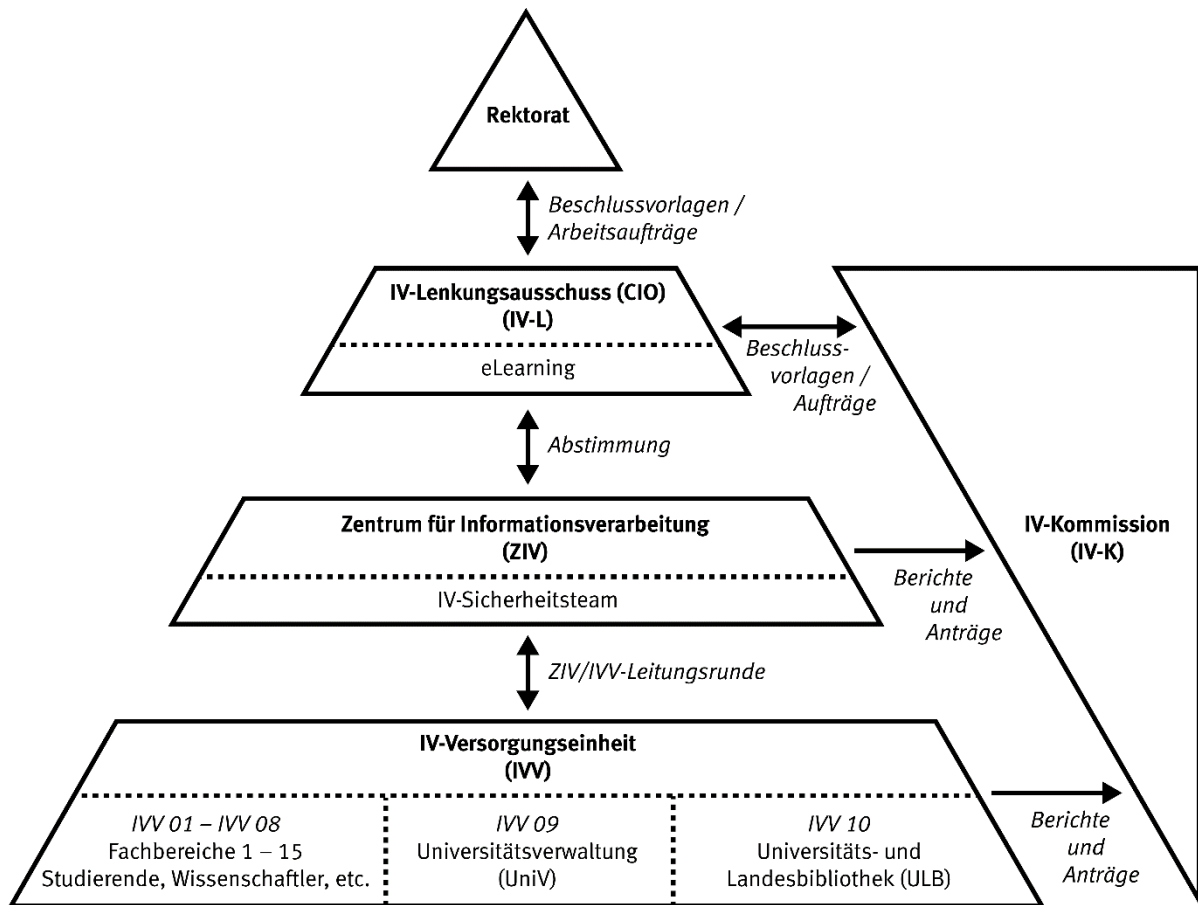 Rektorat
Beschlussvorlagen /
Arbeitsaufträge
IV-Lenkungsausschuss (CIO)
(IV-L)
eLearning
Beschluss-
vorlagen /
Aufträge
Abstimmung
Zentrum für Informationsverarbeitung
(ZIV)
IV-Sicherheitsteam
Berichte
und
Anträge
IV-Kommission
(IV-K)
ZIV/IVV-Leitungsrunde
IV-Versorgungseinheit
(IVV)
IVV 01 – IVV 08
Fachbereiche 1 – 15
Studierende, Wissenschaftler, etc.
IVV 09
Universitätsverwaltung
(UniV)
IVV 10
Universitäts- und
Landesbibliothek (ULB)
Berichte
und
Anträge